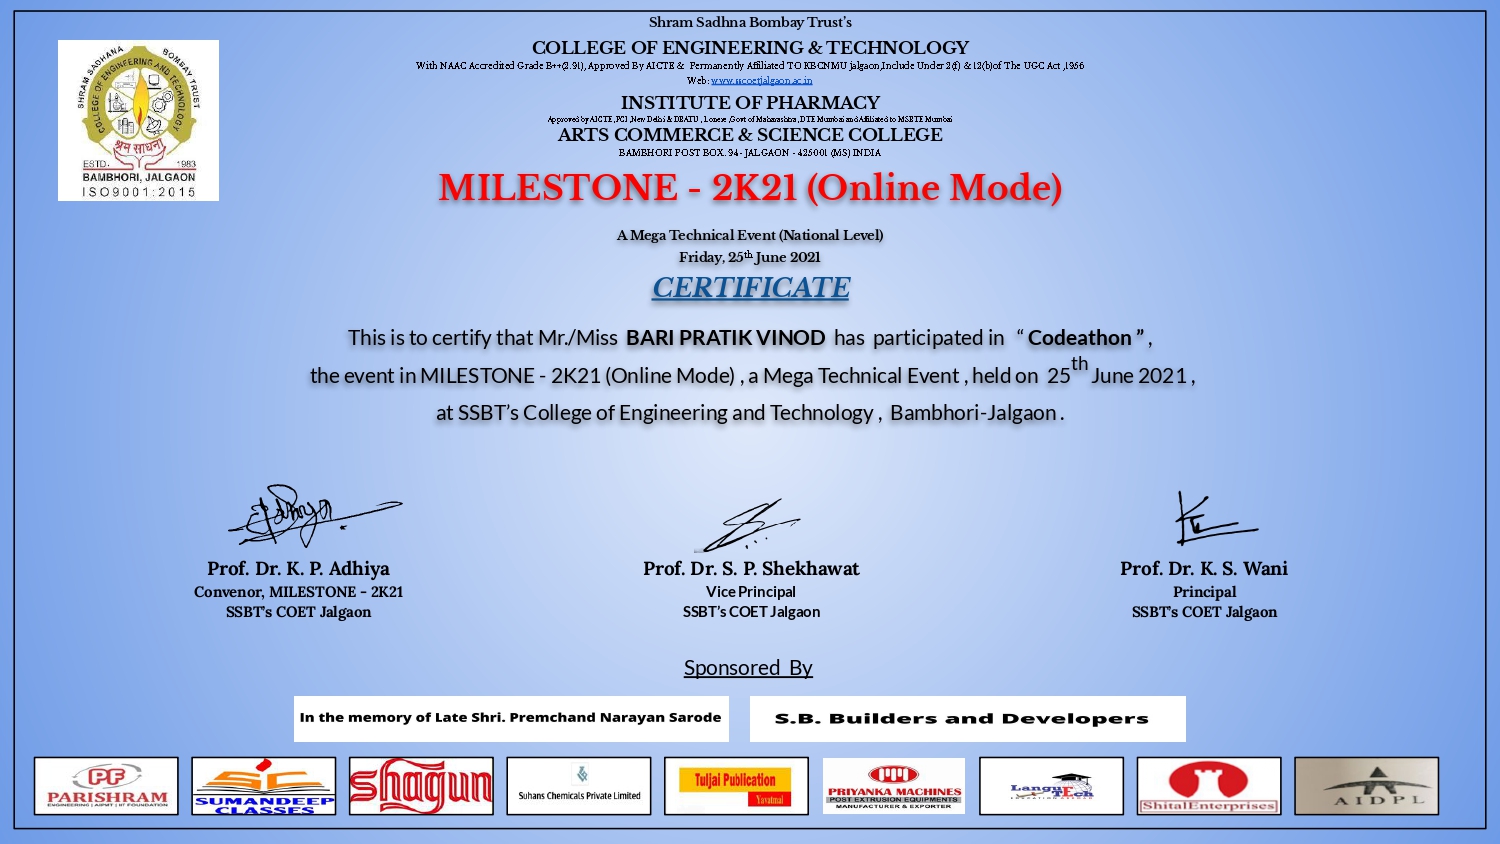 Shram Sadhna Bombay Trust's
COLLEGE OF ENGINEERING & TECHNOLOGY
With NAAC Accredited Grade B++(2.91), Approved By AICTE & Permanently Affiliated TO KBCNMU jalgaon,Include Under 2(f) & 12(b)of The UGC Act ,1956
Web: www.sscoetjalgaon.ac.in
INSTITUTE OF PHARMACY
Approved by AICTE ,PCI ,New Delhi & DBATU , Lonere ,Govt of Maharashtra , DTE Mumbai and Affiliated to MSBTE Mumbai
ARTS COMMERCE & SCIENCE COLLEGE
BAMBHORI POST BOX. 94- JALGAON - 425001 (MS) INDIA
SHRAM SADHANA BOMBAY TRUST
COLLEGE OF ENGINEERING AND TECHNOLOGY
श्रम साधना
ESTD. 1983
BAMBHORI, JALGAON
ISO9001:2015
MILESTONE - 2K21 (Online Mode)
A Mega Technical Event (National Level)
Friday, 25th June 2021
CERTIFICATE
This is to certify that Mr./Miss BARI PRATIK VINOD has participated in “ Codeathon ” ,
the event in MILESTONE - 2K21 (Online Mode) , a Mega Technical Event , held on 25th June 2021 ,
at SSBT’s College of Engineering and Technology , Bambhori-Jalgaon .
Prof. Dr. K. P. Adhiya
Convenor, MILESTONE - 2K21
SSBT's COET Jalgaon
Prof. Dr. S. P. Shekhawat
Vice Principal
SSBT’s COET Jalgaon
Prof. Dr. K. S. Wani
Principal
SSBT's COET Jalgaon
Sponsored By
In the memory of Late Shri. Premchand Narayan Sarode
S.B. Builders and Developers
PF
PARISHRAM
ENGINEERING | AIPMT | IIT FOUNDATION
SC
SUMANDEEP
CLASSES
Shagun
Suhans Chemicals Private Limited
Tuljai Publication
Yavatmal
PRIYANKA MACHINES
POST EXTRUSION EQUIPMENTS
MANUFACTURER & EXPORTER
LanguTEch
ShitalEnterprises
AIDPL